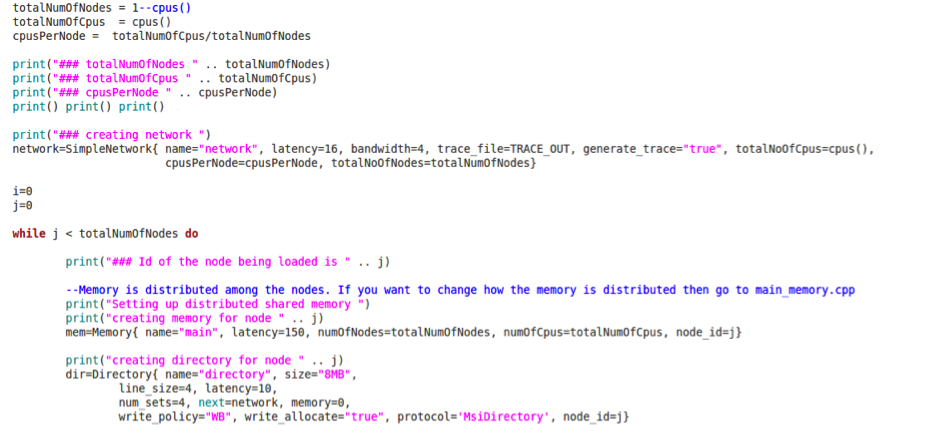 totalNumOfNodes = 1--cpus()
totalNumOfCpus  = cpus()
cpusPerNode =  totalNumOfCpus/totalNumOfNodes
print("### totalNumOfNodes " .. totalNumOfNodes)
print("### totalNumOfCpus " .. totalNumOfCpus)
print("### cpusPerNode " .. cpusPerNode)
print() print() print()
print("### creating network ")
network=SimpleNetwork{ name="network", latency=16, bandwidth=4, trace_file=TRACE_OUT, generate_trace="true", totalNoOfCpus=cpus(),
cpusPerNode=cpusPerNode, totalNoOfNodes=totalNumOfNodes}
i=0
j=0
while j < totalNumOfNodes do
print("### Id of the node being loaded is " .. j)
--Memory is distributed among the nodes. If you want to change how the memory is distributed then go to main_memory.cpp
print("Setting up distributed shared memory ")
print("creating memory for node " .. j)
mem=Memory{ name="main", latency=150, numOfNodes=totalNumOfNodes, numOfCpus=totalNumOfCpus, node_id=j}
print("creating directory for node " .. j)
dir=Directory{ name="directory", size="8MB",
line_size=4, latency=10,
num_sets=4, next=network, memory=0,
write_policy="WB", write_allocate="true", protocol='MsiDirectory', node_id=j}